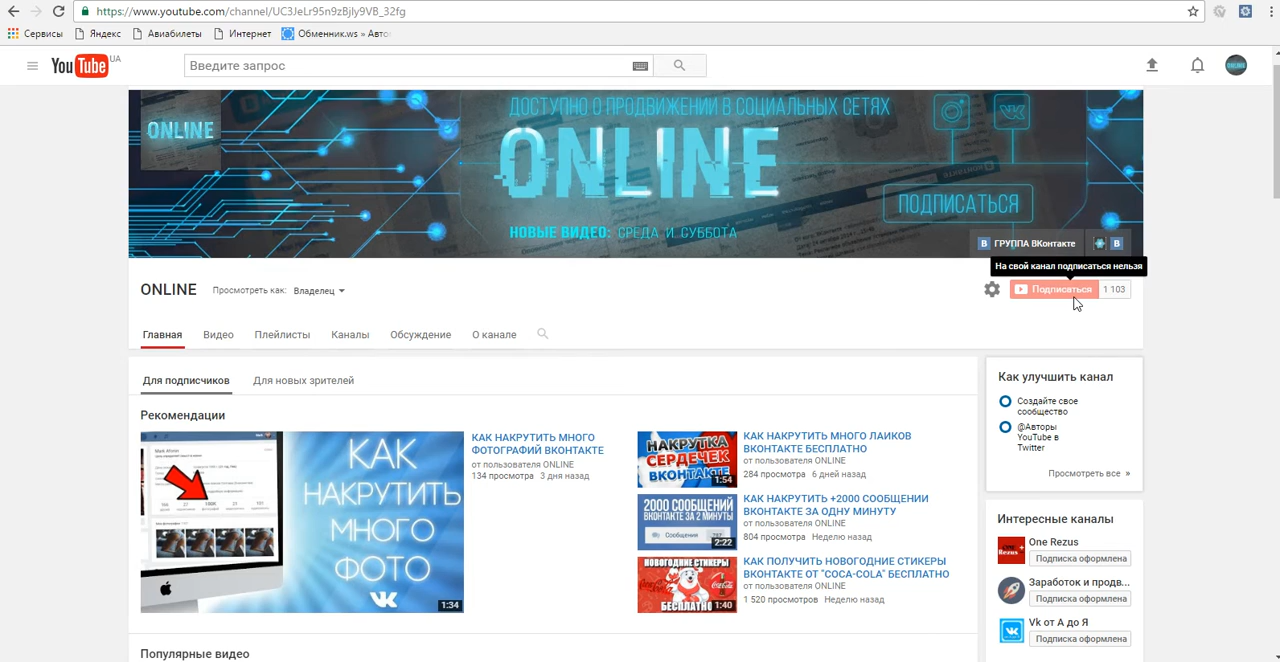 https://www.youtube.com/channel/UC3JeLr95n9zBjly9VB_32fg
Сервисы Яндекс Авиабилеты Интернет Обменник.ws » Авто
YouTube UA
Введите запрос
ONLINE
ДОСТУПНО О ПРОДВИЖЕНИИ В СОЦИАЛЬНЫХ СЕТЯХ
ONLINE
ПОДПИСАТЬСЯ
НОВЫЕ ВИДЕО: СРЕДА И СУББОТА
В ГРУППА ВКонтакте В
На свой канал подписаться нельзя
ONLINE Просмотреть как: Владелец
Подписаться 1 103
Главная Видео Плейлисты Каналы Обсуждение О канале
Для подписчиков Для новых зрителей
Рекомендации
КАК
НАКРУТИТЬ
МНОГО
ФОТО
1:34
КАК НАКРУТИТЬ МНОГО
ФОТОГРАФИЙ ВКОНТАКТЕ
от пользователя ONLINE
134 просмотра 3 дня назад
НАКРУТКА
СЕРДЕЧЕК
ВКОНТАКТЕ
1:54
КАК НАКРУТИТЬ МНОГО ЛАЙКОВ
ВКОНТАКТЕ БЕСПЛАТНО
от пользователя ONLINE
284 просмотра 6 дней назад
2000 СООБЩЕНИЙ
ВКОНТАКТЕ ЗА 2 МИНУТЫ
Сообщения
2:22
КАК НАКРУТИТЬ +2000 СООБЩЕНИИ
ВКОНТАКТЕ ЗА ОДНУ МИНУТУ
от пользователя ONLINE
804 просмотра Неделю назад
НОВОГОДНИЕ СТИКЕРЫ
БЕСПЛАТНО
1:40
КАК ПОЛУЧИТЬ НОВОГОДНИЕ СТИКЕРЫ
ВКОНТАКТЕ ОТ "COCA-COLA" БЕСПЛАТНО
от пользователя ONLINE
1 520 просмотров Неделю назад
Популярные видео
Как улучшить канал
Создайте свое
сообщество
@Авторы
YouTube в
Twitter
Просмотреть все »
Интересные каналы
One Rezus
Подписка оформлена
Заработок и продв...
Подписка оформлена
Vk от А до Я
Подписка оформлена